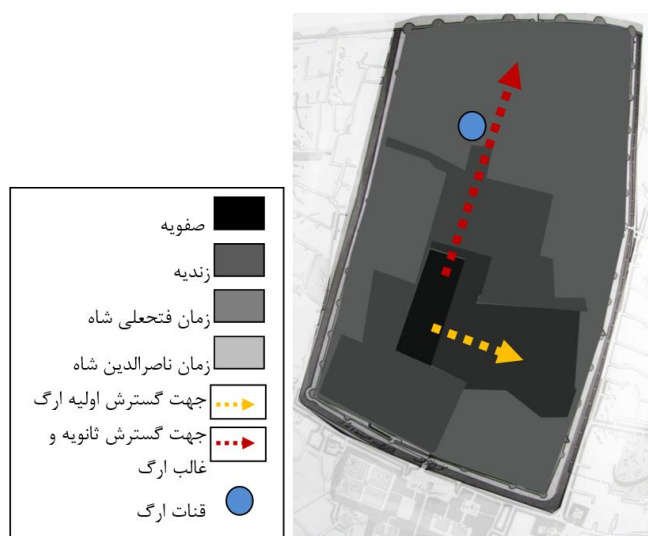 صفویه
زندیه
زمان فتحعلی شاه
زمان ناصرالدین شاه
جهت گسترش اولیه ارگ
جهت گسترش ثانویه و
غالب ارگ
قنات ارگ